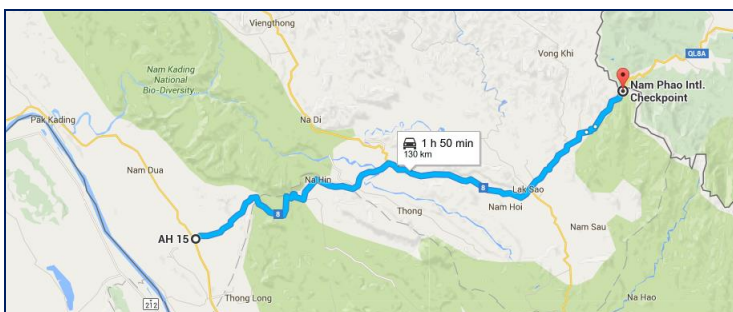 Viengthong
Vong Khi
QL8A
Nam Kading
National
Bio-Diversity
Nam Phao Intl.
Checkpoint
Na Di
Pak Kading
1 h 50 min
130 km
Nam Dua
Na Hin
8
Lak Sao
Nam Hoi
Thong
8
Nam Sau
AH 15
Thong Long
212
Na Hao